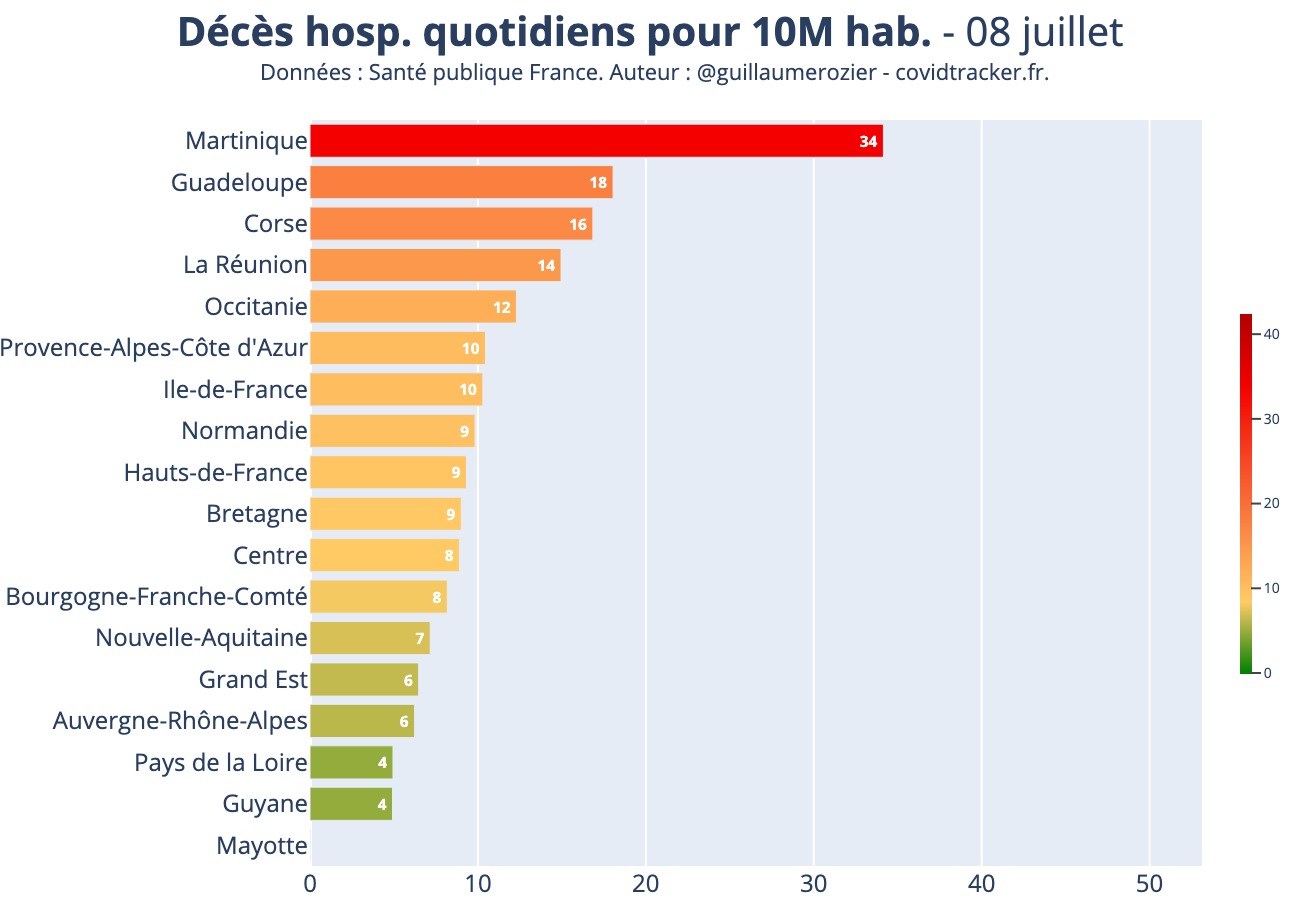 Décès hosp. quotidiens pour 10M hab. - 08 juillet
Données : Santé publique France. Auteur : @guillaumerozier - covidtracker.fr.
Martinique 34
Guadeloupe 18
Corse 16
La Réunion 14
Occitanie 12
Provence-Alpes-Côte d'Azur 10
Ile-de-France 10
Normandie 9
Hauts-de-France 9
Bretagne 9
Centre 8
Bourgogne-Franche-Comté 8
Nouvelle-Aquitaine 7
Grand Est 6
Auvergne-Rhône-Alpes 6
Pays de la Loire 4
Guyane 4
Mayotte
0 10 20 30 40 50
40
30
20
10
0